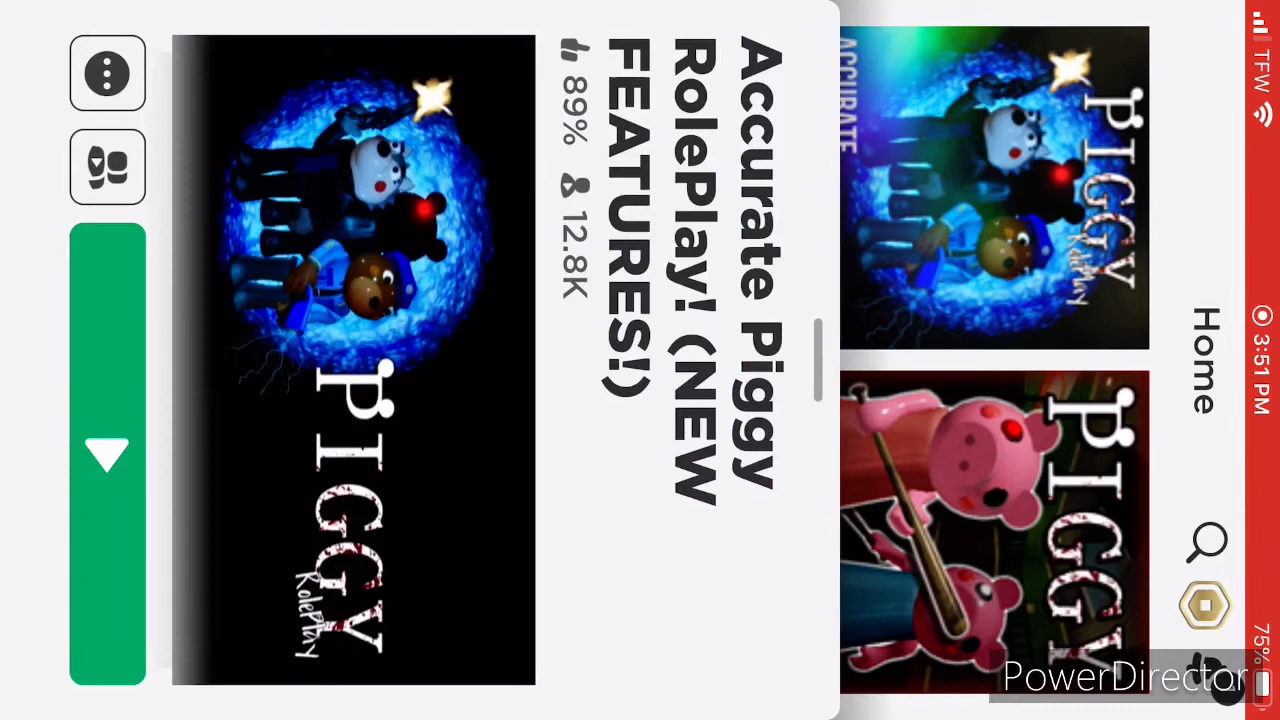 TFW
3:51 PM
75%
Home
PIGGY
RolePlay
ACCURATE
PIGGY
Accurate Piggy
RolePlay! (NEW
FEATURES!)
89% 12.8K
PIGGY
RolePlay
PowerDirector